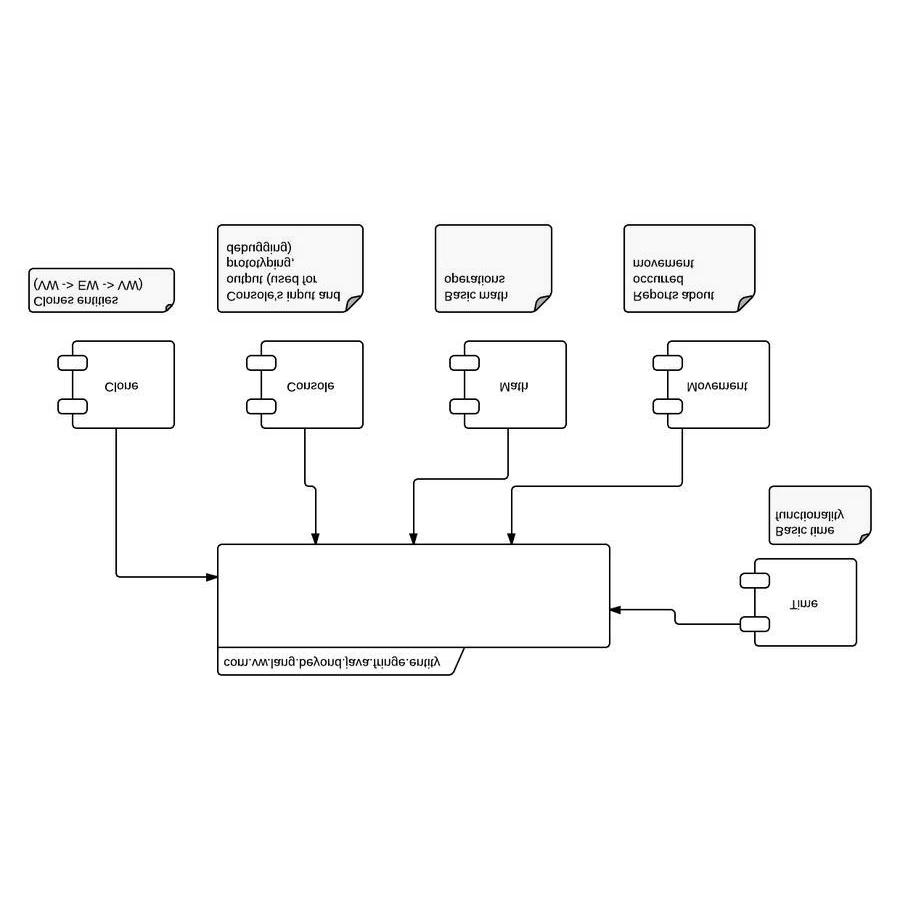 com.vw.lang.beyond.java.fringe.entity
Time
Basic time
functionality
Clone
Console
Math
Movement
Clones entities
(VW -> EW -> VW)
Console's input and
output (used for
prototyping,
debugging)
Basic math
operations
Reports about
occurred
movement